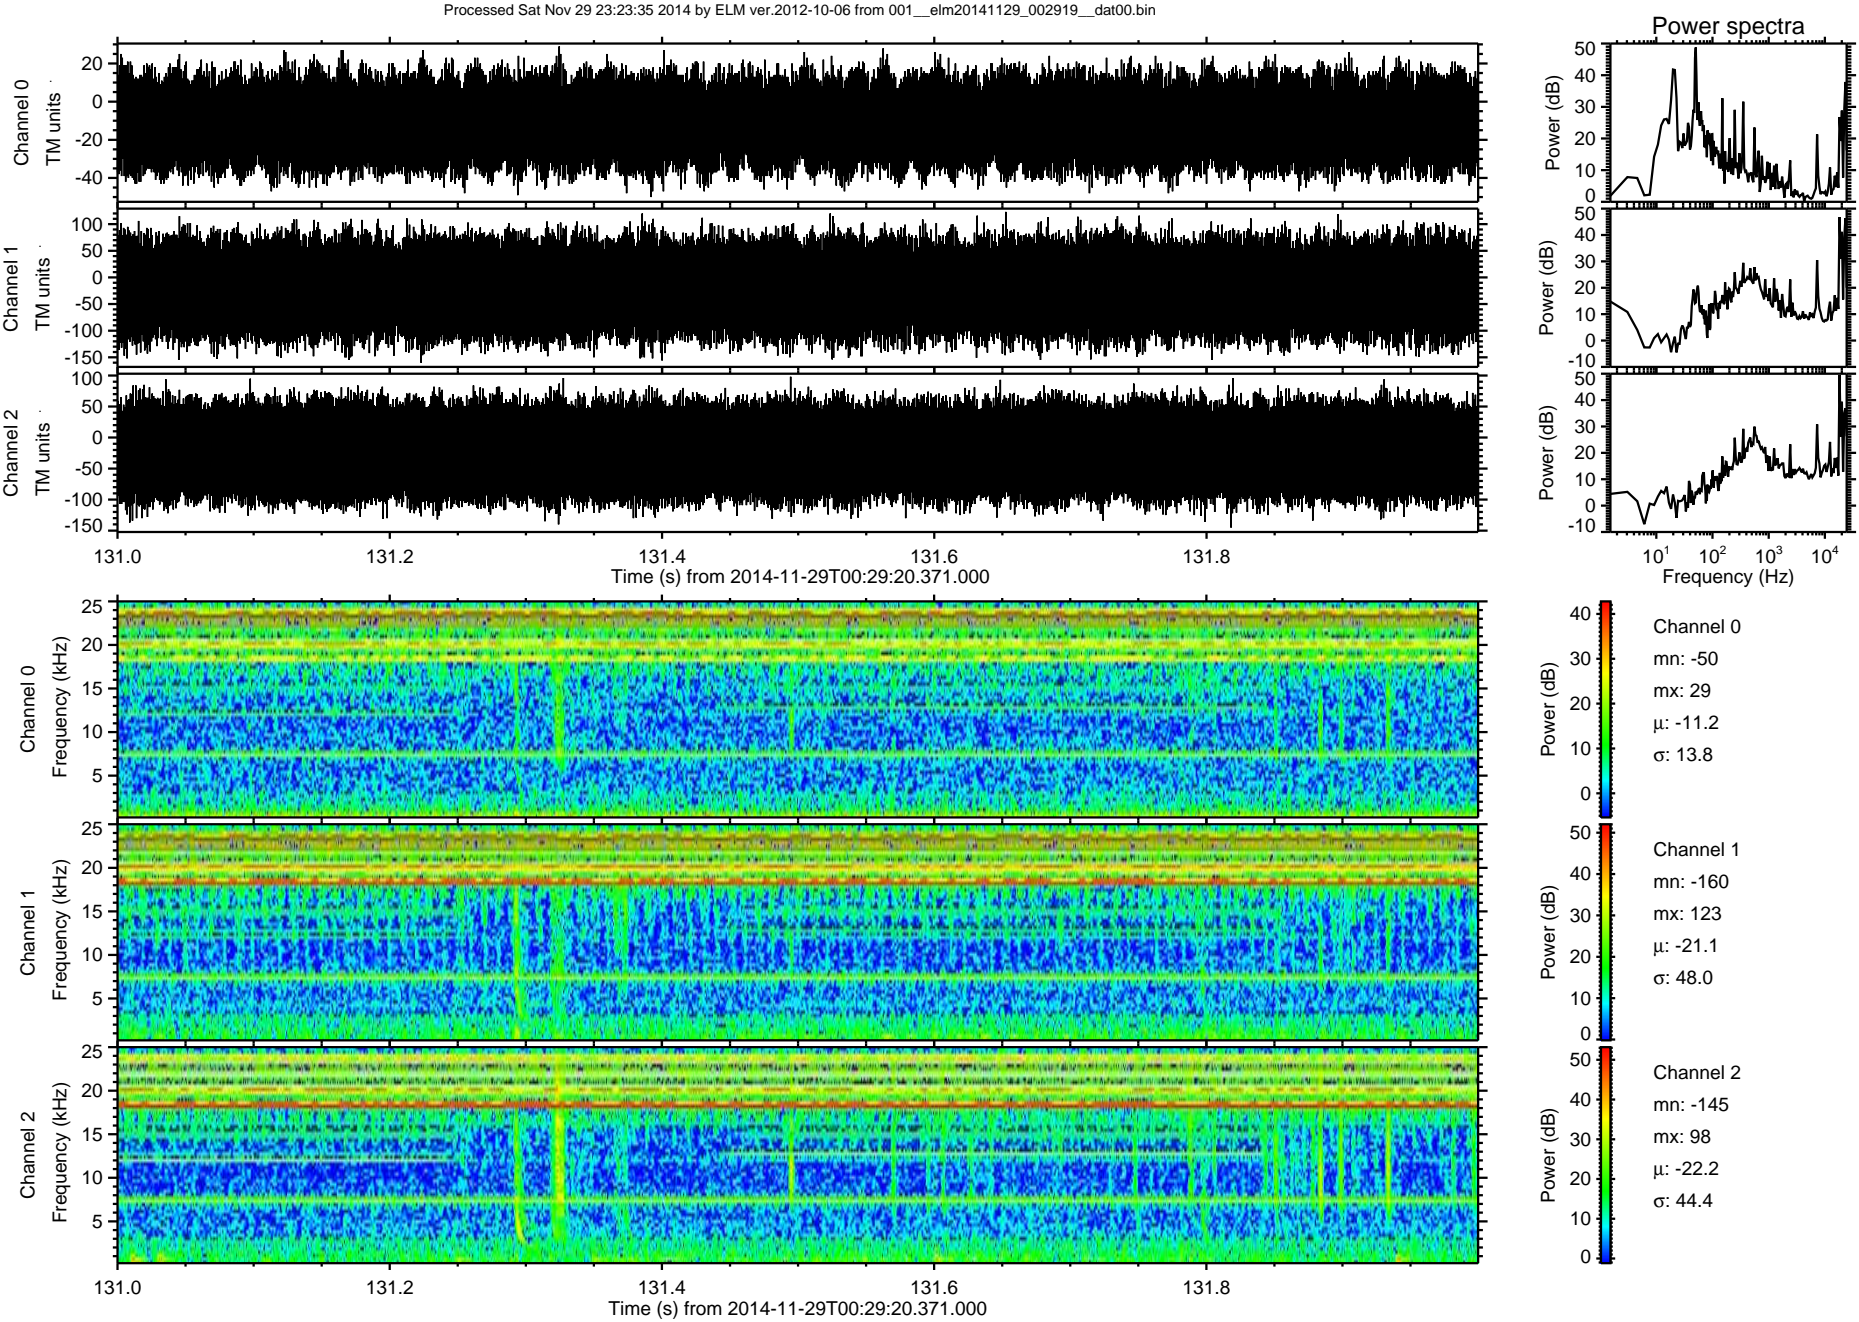 Processed Sat Nov 29 23:23:35 2014 by ELM ver.2012-10-06 from 001__elm20141129_002919__dat00.bin
Power spectra
Channel 0
TM units
20
0
-20
-40
Power (dB)
50
40
30
20
10
0
Channel 1
TM units
100
50
0
-50
-100
-150
Power (dB)
50
40
30
20
10
0
-10
Channel 2
TM units
100
50
0
-50
-100
-150
Power (dB)
50
40
30
20
10
0
-10
131.0 131.2 131.4 131.6 131.8
Time (s) from 2014-11-29T00:29:20.371.000
10¹ 10² 10³ 10⁴
Frequency (Hz)
Channel 0
Frequency (kHz)
25
20
15
10
5
Power (dB)
40
30
20
10
0
Channel 0
mn: -50
mx: 29
μ: -11.2
σ: 13.8
Channel 1
Frequency (kHz)
25
20
15
10
5
Power (dB)
50
40
30
20
10
0
Channel 1
mn: -160
mx: 123
μ: -21.1
σ: 48.0
Channel 2
Frequency (kHz)
25
20
15
10
5
Power (dB)
50
40
30
20
10
0
Channel 2
mn: -145
mx: 98
μ: -22.2
σ: 44.4
131.0 131.2 131.4 131.6 131.8
Time (s) from 2014-11-29T00:29:20.371.000